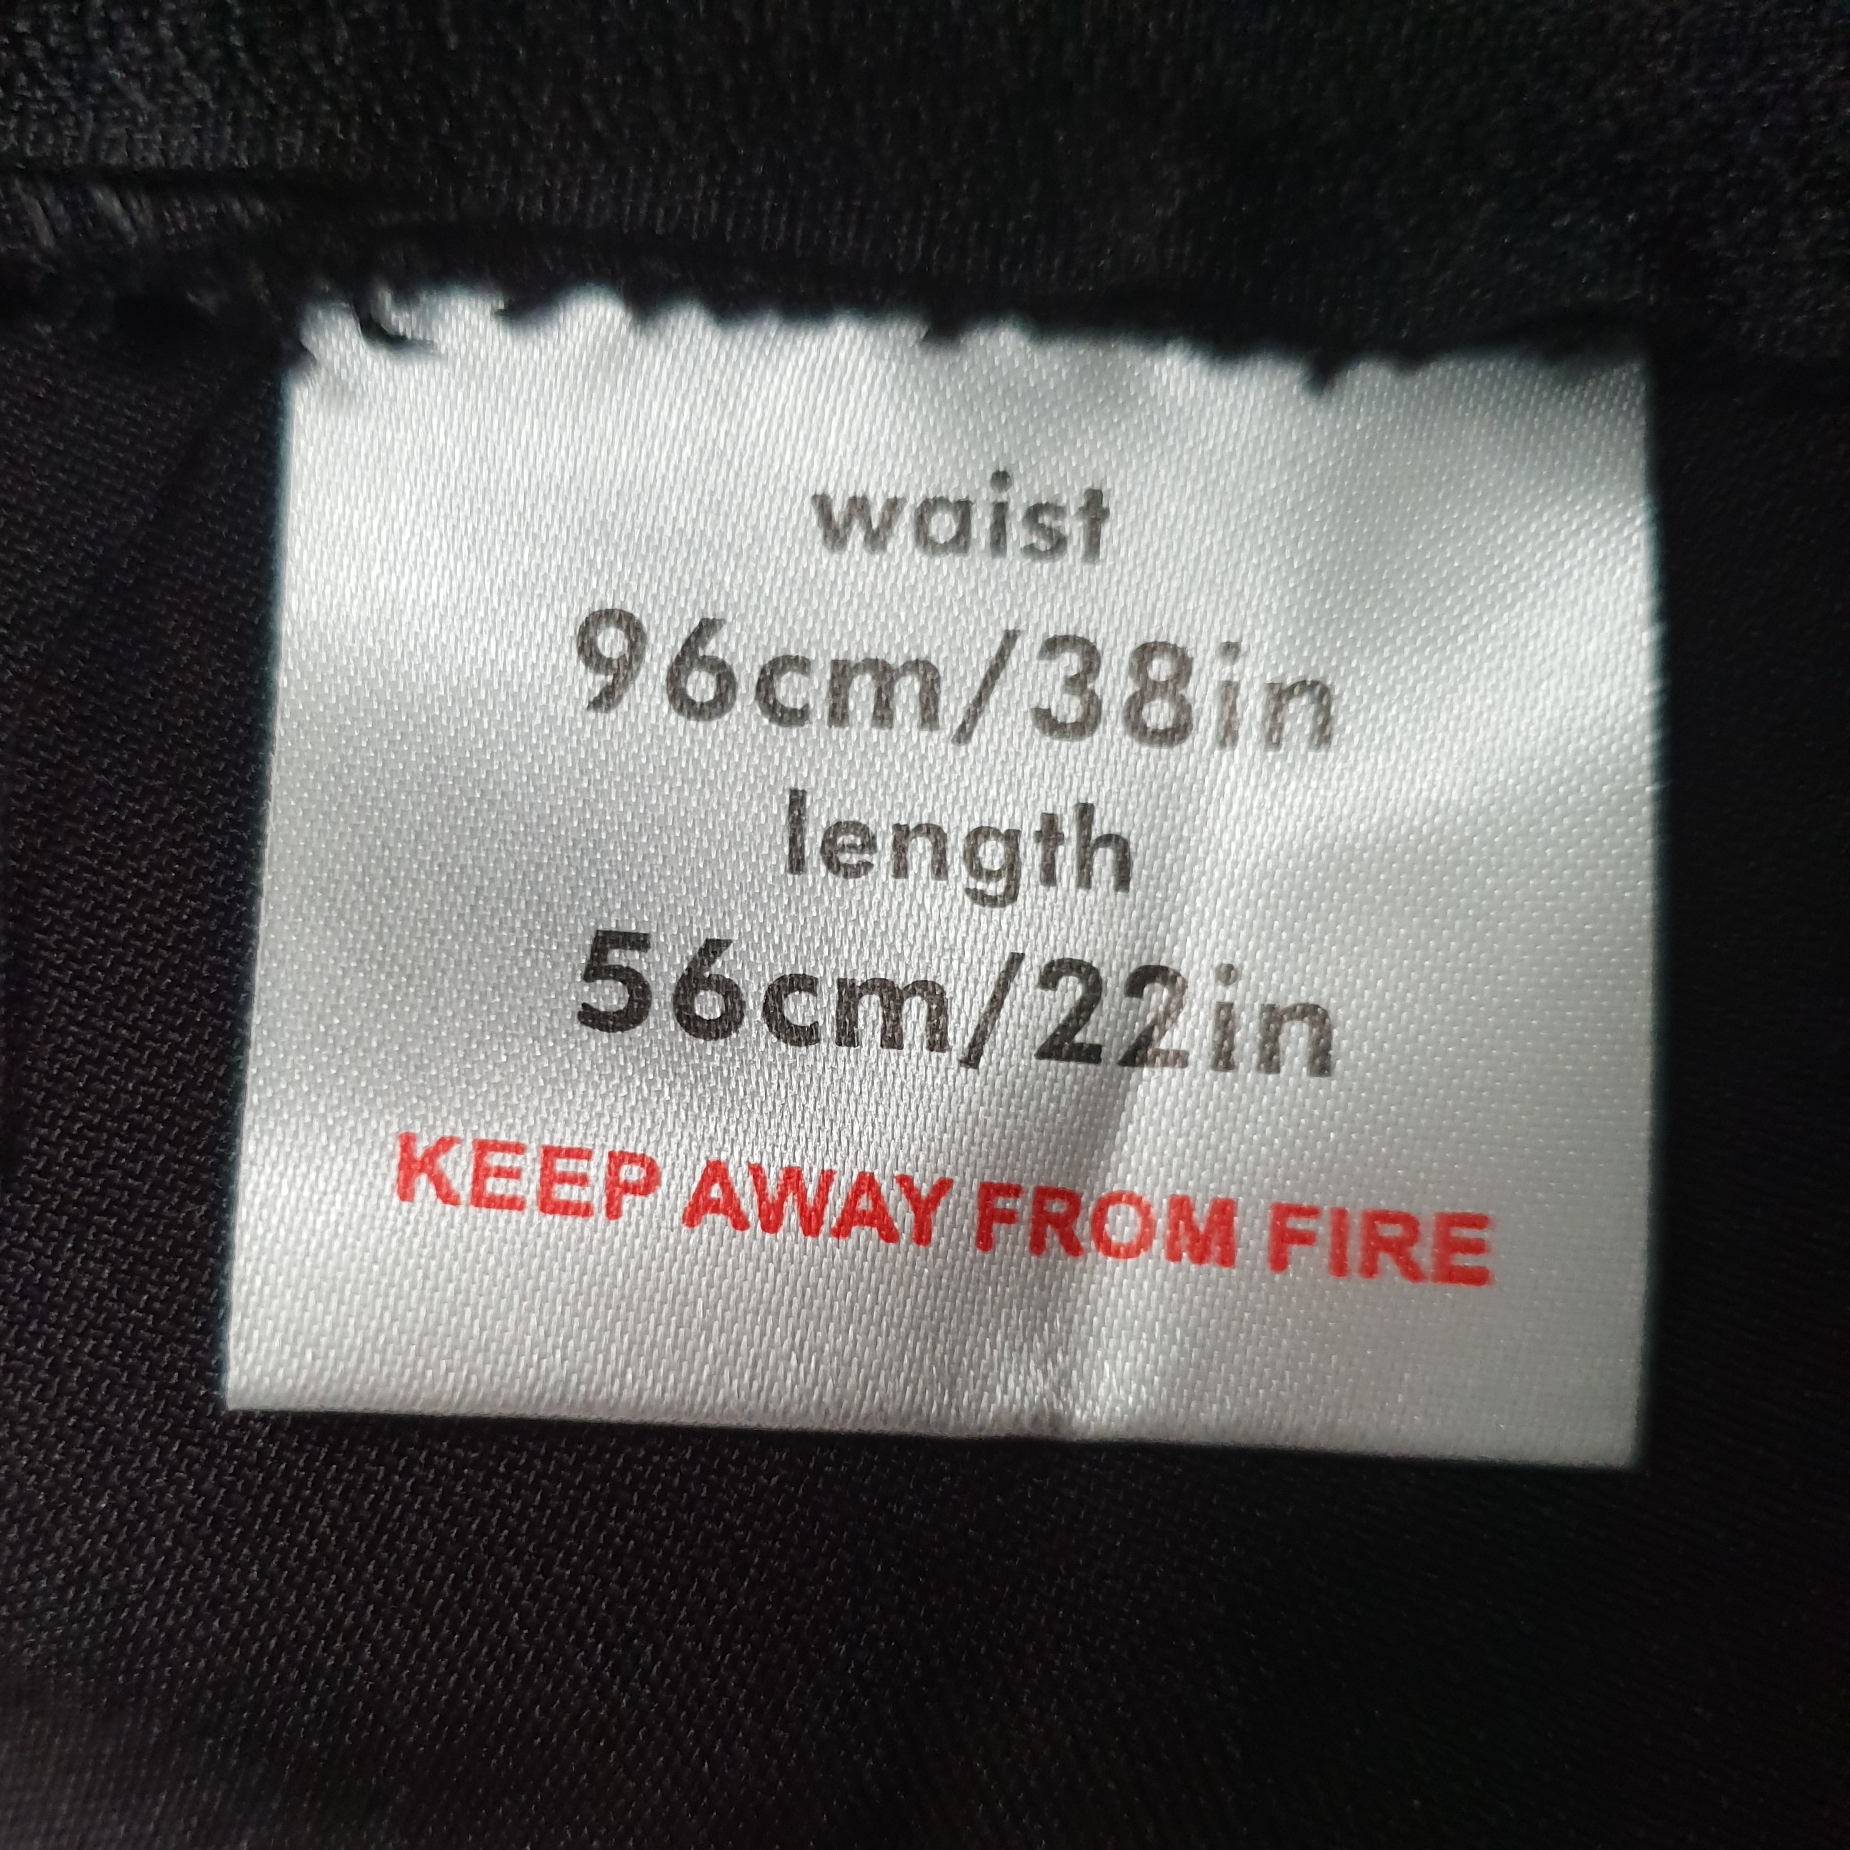 waist
96cm/38in
length
56cm/22in
KEEP AWAY FROM FIRE